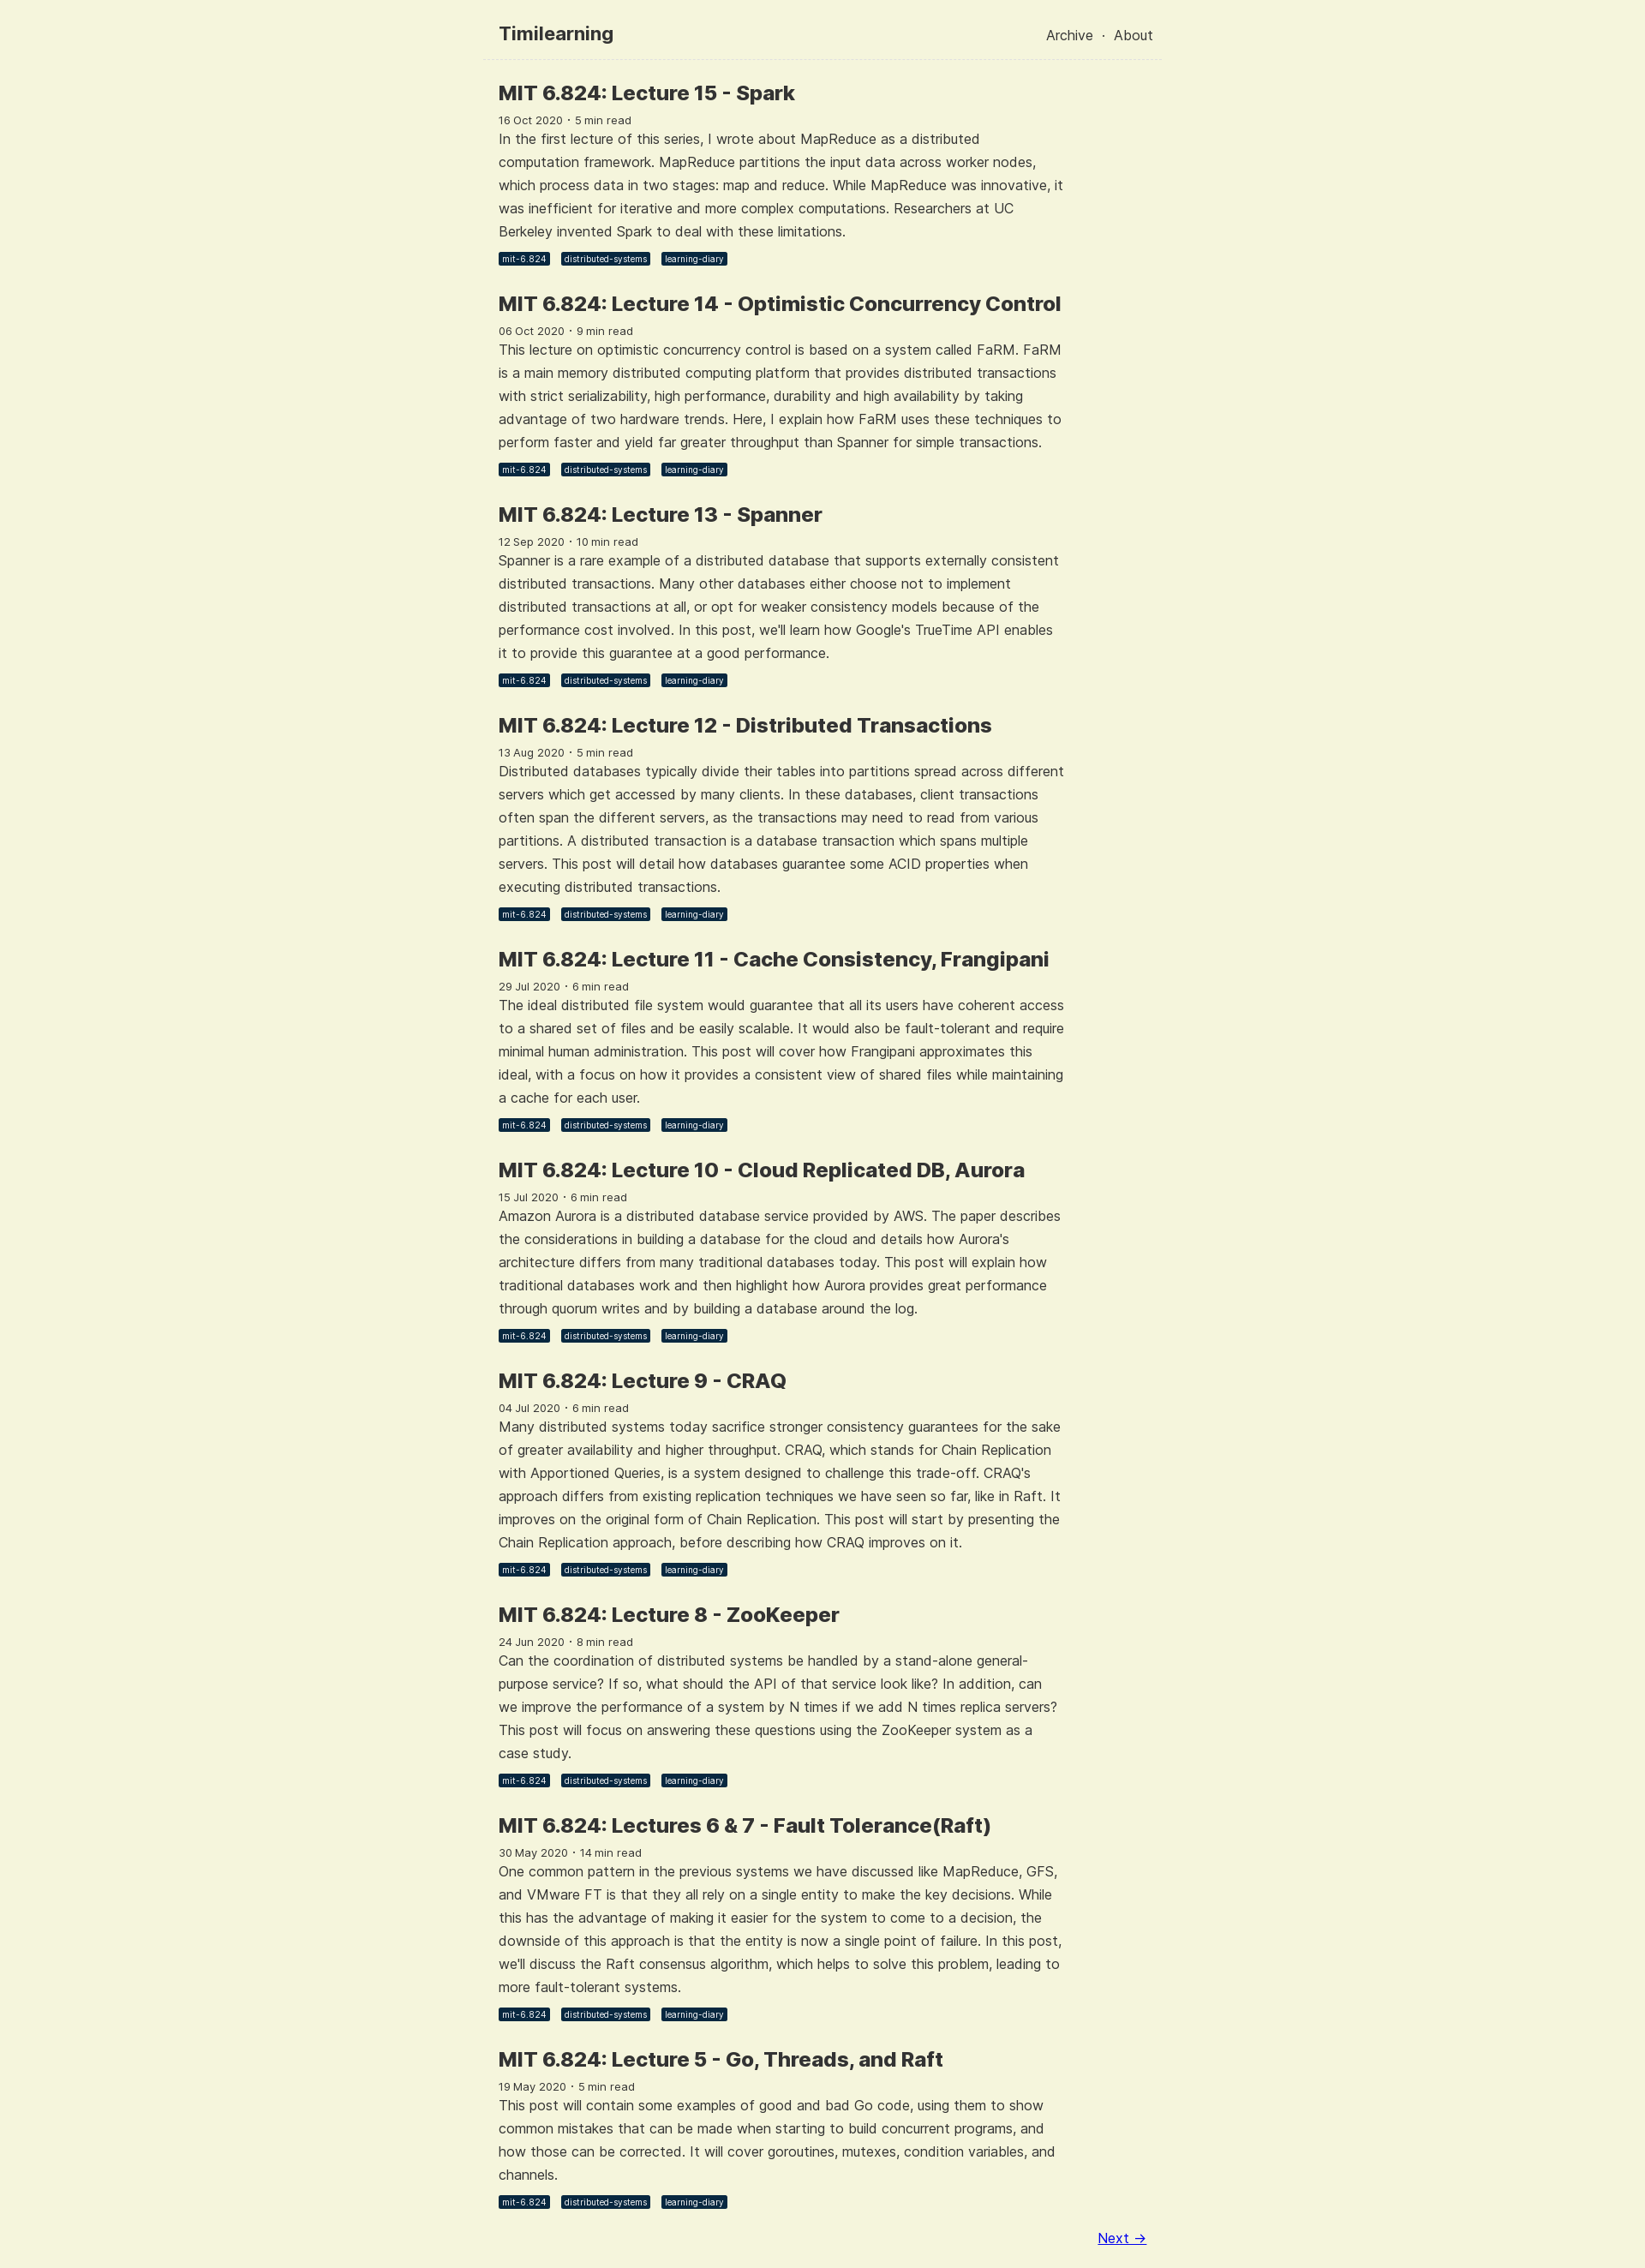 Timilearning
Archive · About
MIT 6.824: Lecture 15 - Spark
16 Oct 2020 · 5 min read
In the first lecture of this series, I wrote about MapReduce as a distributed
computation framework. MapReduce partitions the input data across worker nodes,
which process data in two stages: map and reduce. While MapReduce was innovative, it
was inefficient for iterative and more complex computations. Researchers at UC
Berkeley invented Spark to deal with these limitations.
mit-6.824 distributed-systems learning-diary
MIT 6.824: Lecture 14 - Optimistic Concurrency Control
06 Oct 2020 · 9 min read
This lecture on optimistic concurrency control is based on a system called FaRM. FaRM
is a main memory distributed computing platform that provides distributed transactions
with strict serializability, high performance, durability and high availability by taking
advantage of two hardware trends. Here, I explain how FaRM uses these techniques to
perform faster and yield far greater throughput than Spanner for simple transactions.
mit-6.824 distributed-systems learning-diary
MIT 6.824: Lecture 13 - Spanner
12 Sep 2020 · 10 min read
Spanner is a rare example of a distributed database that supports externally consistent
distributed transactions. Many other databases either choose not to implement
distributed transactions at all, or opt for weaker consistency models because of the
performance cost involved. In this post, we'll learn how Google's TrueTime API enables
it to provide this guarantee at a good performance.
mit-6.824 distributed-systems learning-diary
MIT 6.824: Lecture 12 - Distributed Transactions
13 Aug 2020 · 5 min read
Distributed databases typically divide their tables into partitions spread across different
servers which get accessed by many clients. In these databases, client transactions
often span the different servers, as the transactions may need to read from various
partitions. A distributed transaction is a database transaction which spans multiple
servers. This post will detail how databases guarantee some ACID properties when
executing distributed transactions.
mit-6.824 distributed-systems learning-diary
MIT 6.824: Lecture 11 - Cache Consistency, Frangipani
29 Jul 2020 · 6 min read
The ideal distributed file system would guarantee that all its users have coherent access
to a shared set of files and be easily scalable. It would also be fault-tolerant and require
minimal human administration. This post will cover how Frangipani approximates this
ideal, with a focus on how it provides a consistent view of shared files while maintaining
a cache for each user.
mit-6.824 distributed-systems learning-diary
MIT 6.824: Lecture 10 - Cloud Replicated DB, Aurora
15 Jul 2020 · 6 min read
Amazon Aurora is a distributed database service provided by AWS. The paper describes
the considerations in building a database for the cloud and details how Aurora's
architecture differs from many traditional databases today. This post will explain how
traditional databases work and then highlight how Aurora provides great performance
through quorum writes and by building a database around the log.
mit-6.824 distributed-systems learning-diary
MIT 6.824: Lecture 9 - CRAQ
04 Jul 2020 · 6 min read
Many distributed systems today sacrifice stronger consistency guarantees for the sake
of greater availability and higher throughput. CRAQ, which stands for Chain Replication
with Apportioned Queries, is a system designed to challenge this trade-off. CRAQ's
approach differs from existing replication techniques we have seen so far, like in Raft. It
improves on the original form of Chain Replication. This post will start by presenting the
Chain Replication approach, before describing how CRAQ improves on it.
mit-6.824 distributed-systems learning-diary
MIT 6.824: Lecture 8 - ZooKeeper
24 Jun 2020 · 8 min read
Can the coordination of distributed systems be handled by a stand-alone general-
purpose service? If so, what should the API of that service look like? In addition, can
we improve the performance of a system by N times if we add N times replica servers?
This post will focus on answering these questions using the ZooKeeper system as a
case study.
mit-6.824 distributed-systems learning-diary
MIT 6.824: Lectures 6 & 7 - Fault Tolerance(Raft)
30 May 2020 · 14 min read
One common pattern in the previous systems we have discussed like MapReduce, GFS,
and VMware FT is that they all rely on a single entity to make the key decisions. While
this has the advantage of making it easier for the system to come to a decision, the
downside of this approach is that the entity is now a single point of failure. In this post,
we'll discuss the Raft consensus algorithm, which helps to solve this problem, leading to
more fault-tolerant systems.
mit-6.824 distributed-systems learning-diary
MIT 6.824: Lecture 5 - Go, Threads, and Raft
19 May 2020 · 5 min read
This post will contain some examples of good and bad Go code, using them to show
common mistakes that can be made when starting to build concurrent programs, and
how those can be corrected. It will cover goroutines, mutexes, condition variables, and
channels.
mit-6.824 distributed-systems learning-diary
Next →